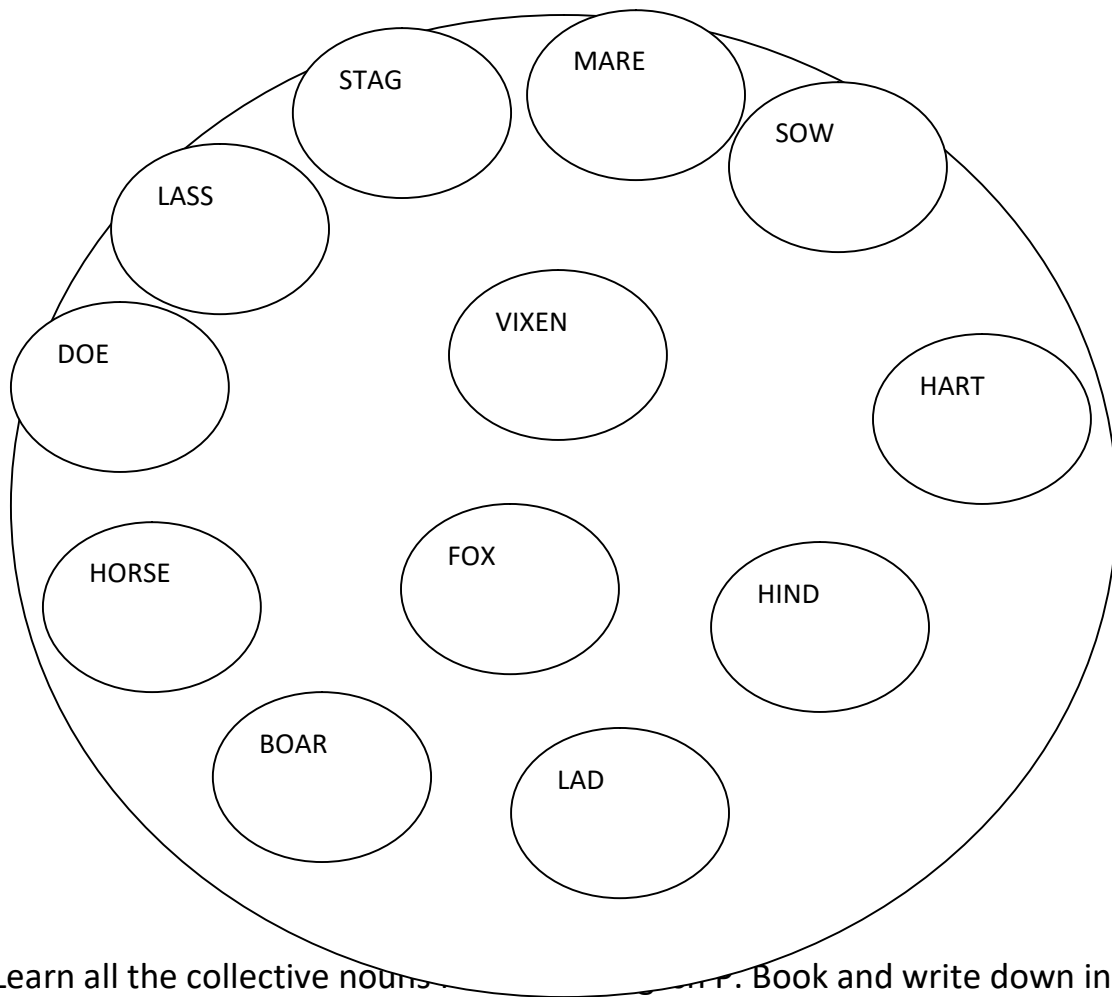 MARE
STAG
SOW
LASS
VIXEN
DOE
HART
FOX
HORSE
HIND
BOAR
LAD
Learn all the collective nouns P. Book and write down in